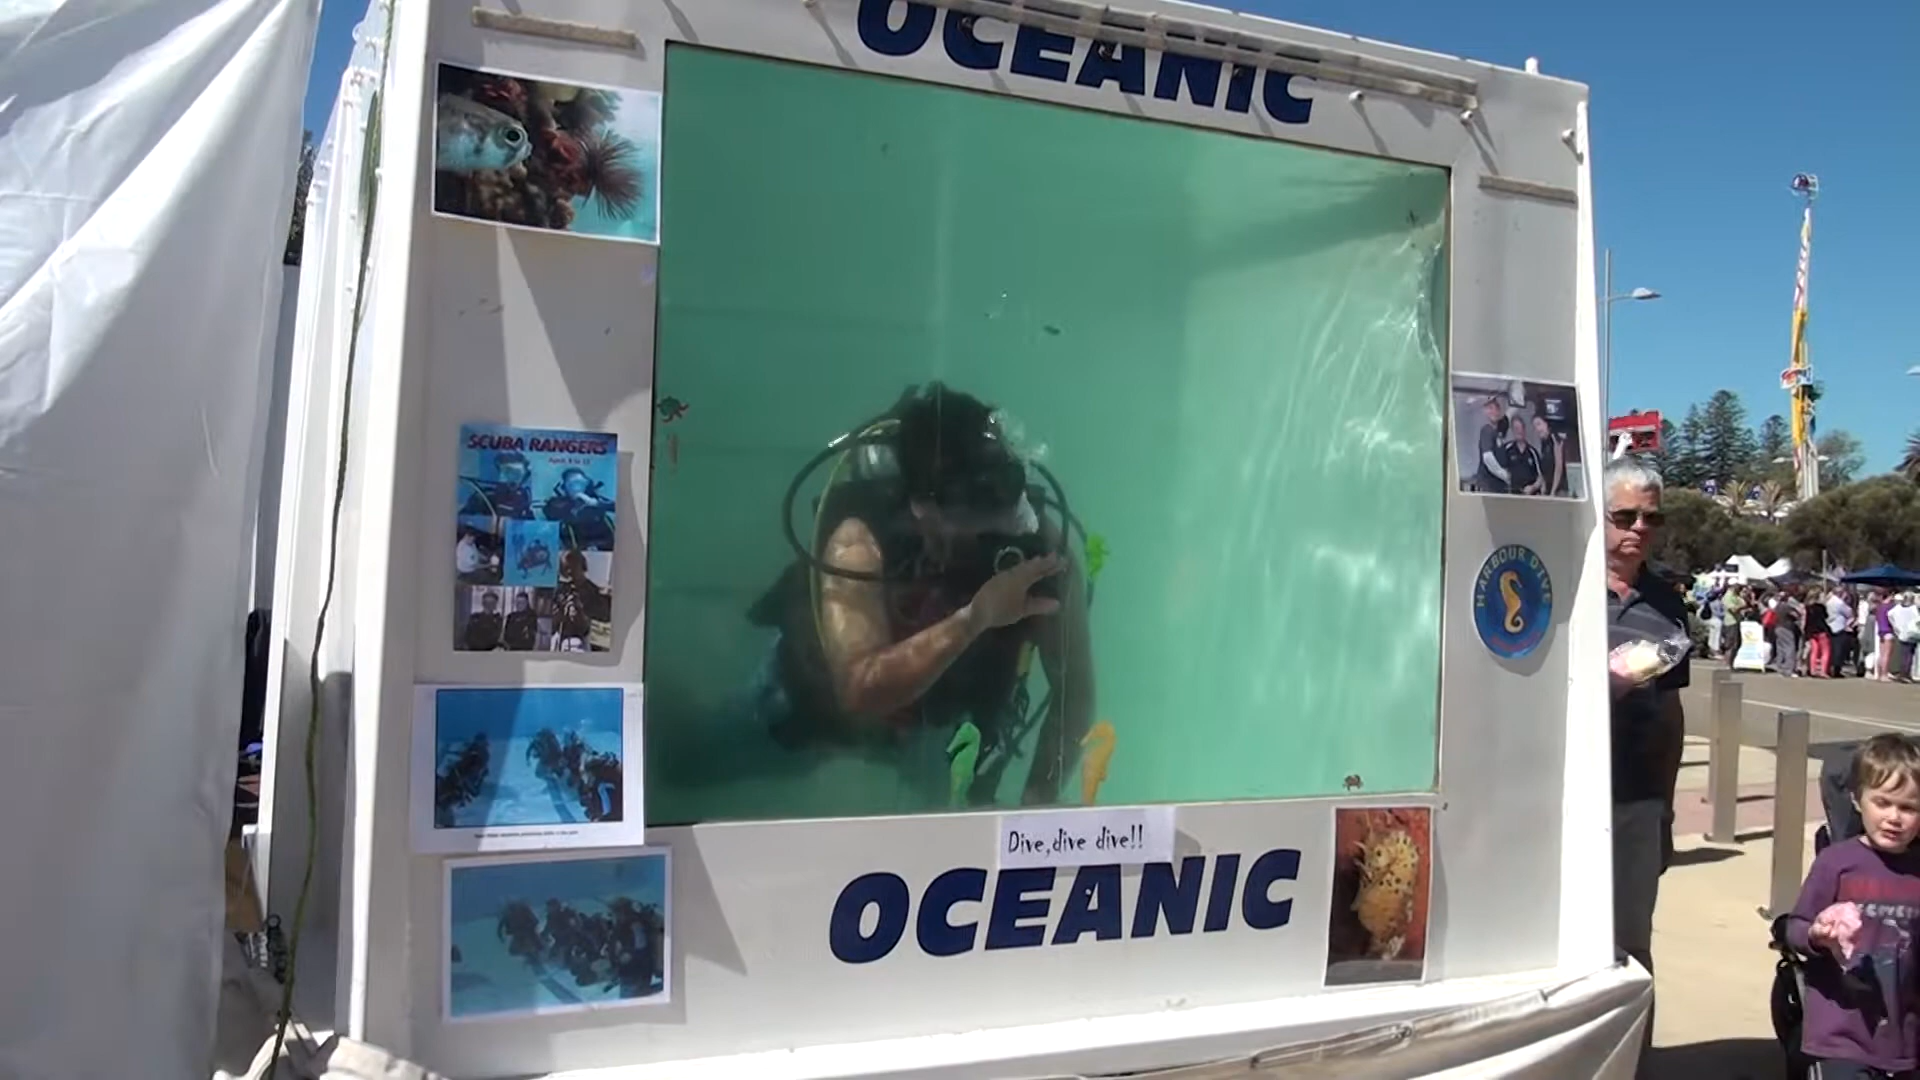 OCEANIC
SCUBA RANGERS
HARBOUR DIVE
Dive,dive dive!!
OCEANIC